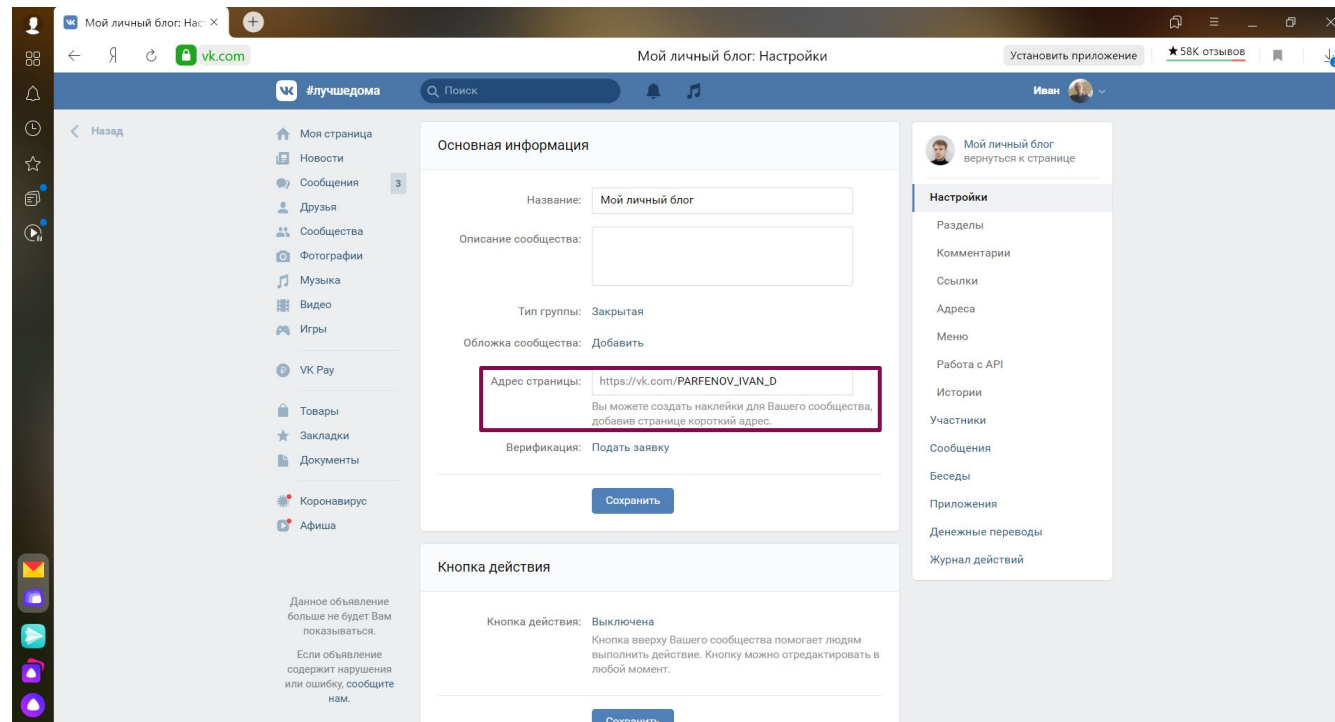 Мой личный блог: Нас
vk.com
Мой личный блог: Настройки
Установить приложение
★ 58К отзывов
#лучшедома
Поиск
Иван
Назад
Моя страница
Новости
Сообщения 3
Друзья
Сообщества
Фотографии
Музыка
Видео
Игры
VK Pay
Товары
Закладки
Документы
Коронавирус
Афиша
Данное объявление
больше не будет Вам
показываться.
Если объявление
содержит нарушения
или ошибку, сообщите
нам.
Основная информация
Название: Мой личный блог
Описание сообщества:
Тип группы: Закрытая
Обложка сообщества: Добавить
Адрес страницы: https://vk.com/PARFENOV_IVAN_D
Вы можете создать наклейки для Вашего сообщества,
добавив странице короткий адрес.
Верификация: Подать заявку
Сохранить
Кнопка действия
Кнопка действия: Выключена
Кнопка вверху Вашего сообщества помогает людям
выполнить действие. Кнопку можно отредактировать в
любой момент.
Сохранить
Мой личный блог
вернуться к странице
Настройки
Разделы
Комментарии
Ссылки
Адреса
Меню
Работа с API
Истории
Участники
Сообщения
Беседы
Приложения
Денежные переводы
Журнал действий